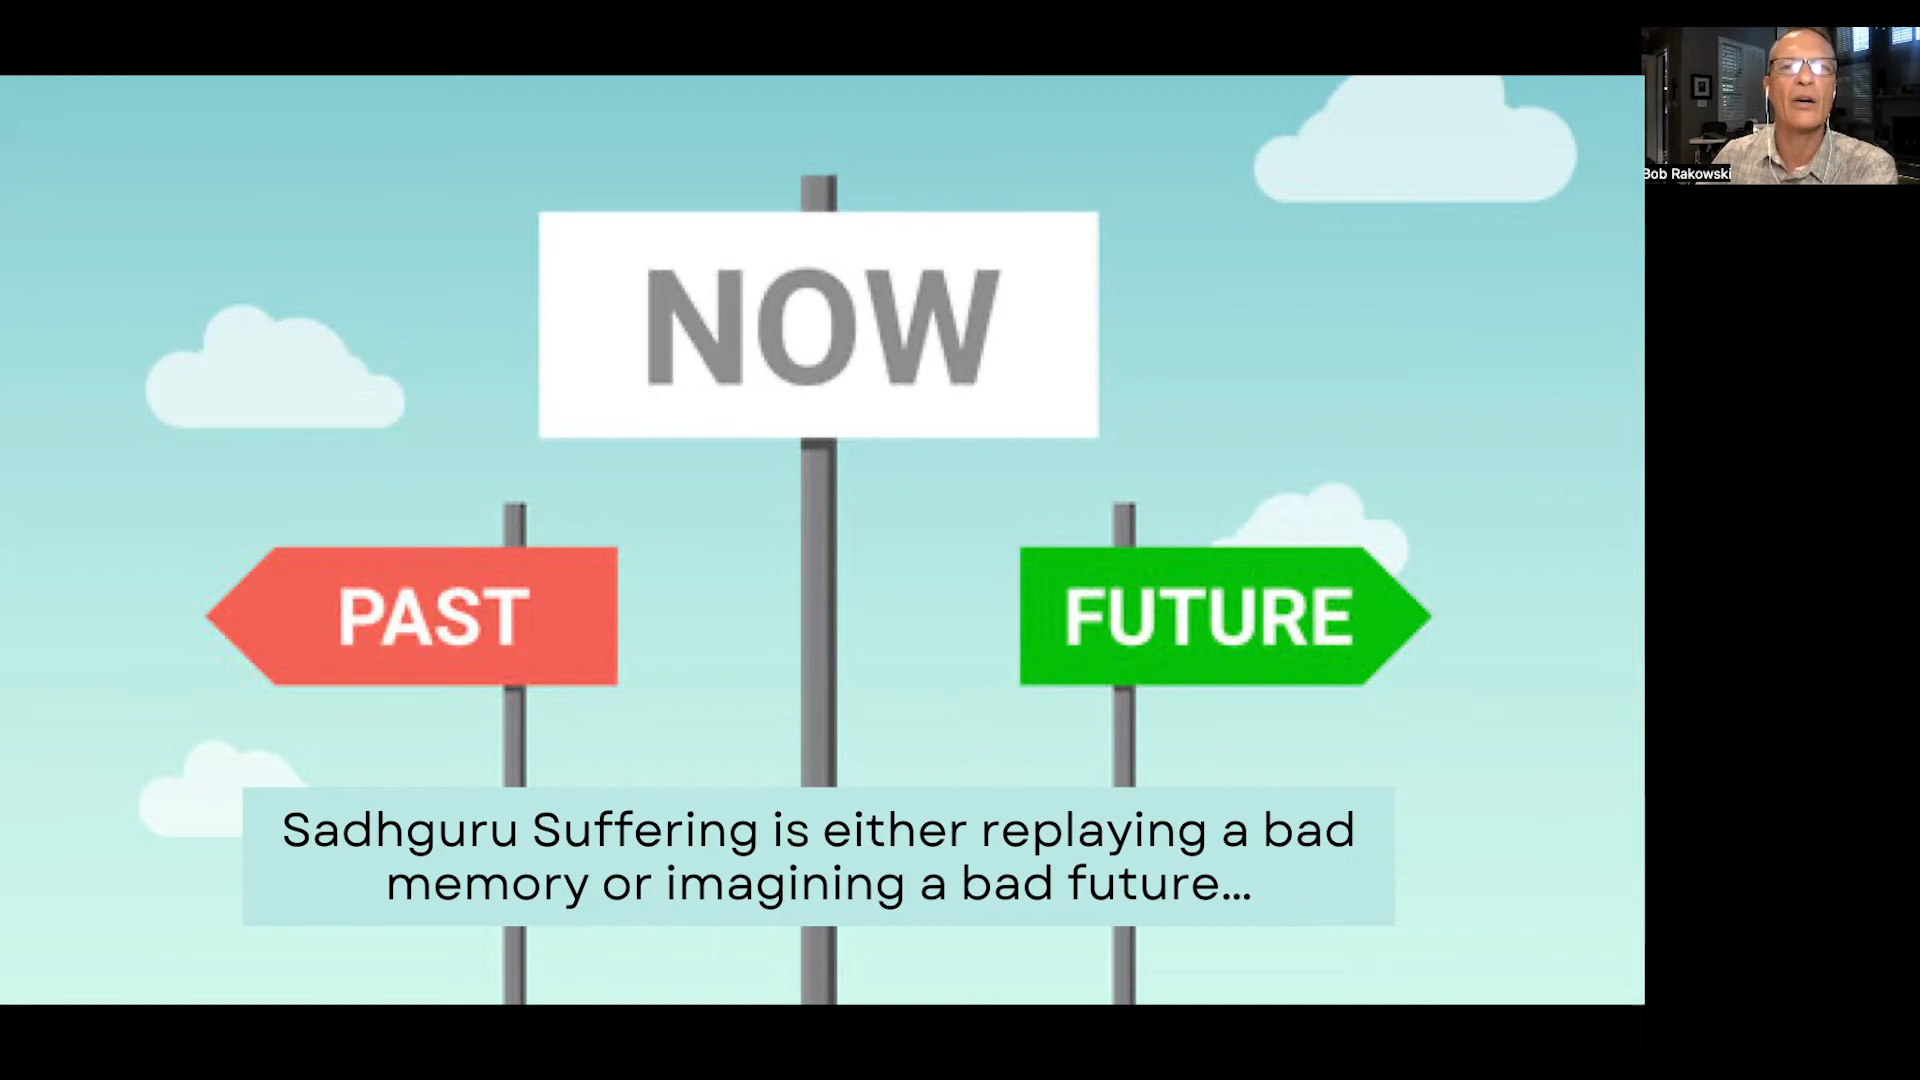 NOW
PAST
FUTURE
Sadhguru Suffering is either replaying a bad
memory or imagining a bad future...
Bob Rakowski